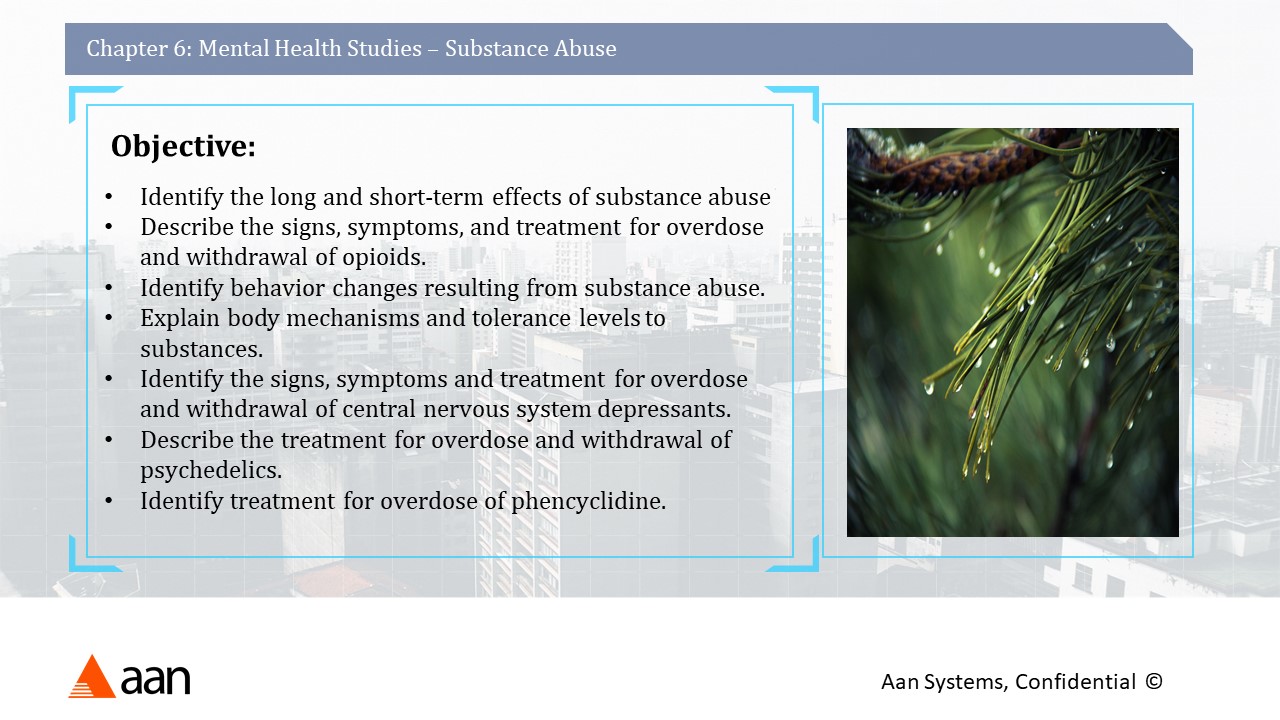 Chapter 6: Mental Health Studies – Substance Abuse
Objective:
• Identify the long and short-term effects of substance abuse
• Describe the signs, symptoms, and treatment for overdose
and withdrawal of opioids.
• Identify behavior changes resulting from substance abuse.
• Explain body mechanisms and tolerance levels to
substances.
• Identify the signs, symptoms and treatment for overdose
and withdrawal of central nervous system depressants.
• Describe the treatment for overdose and withdrawal of
psychedelics.
• Identify treatment for overdose of phencyclidine.
aan
Aan Systems, Confidential ©